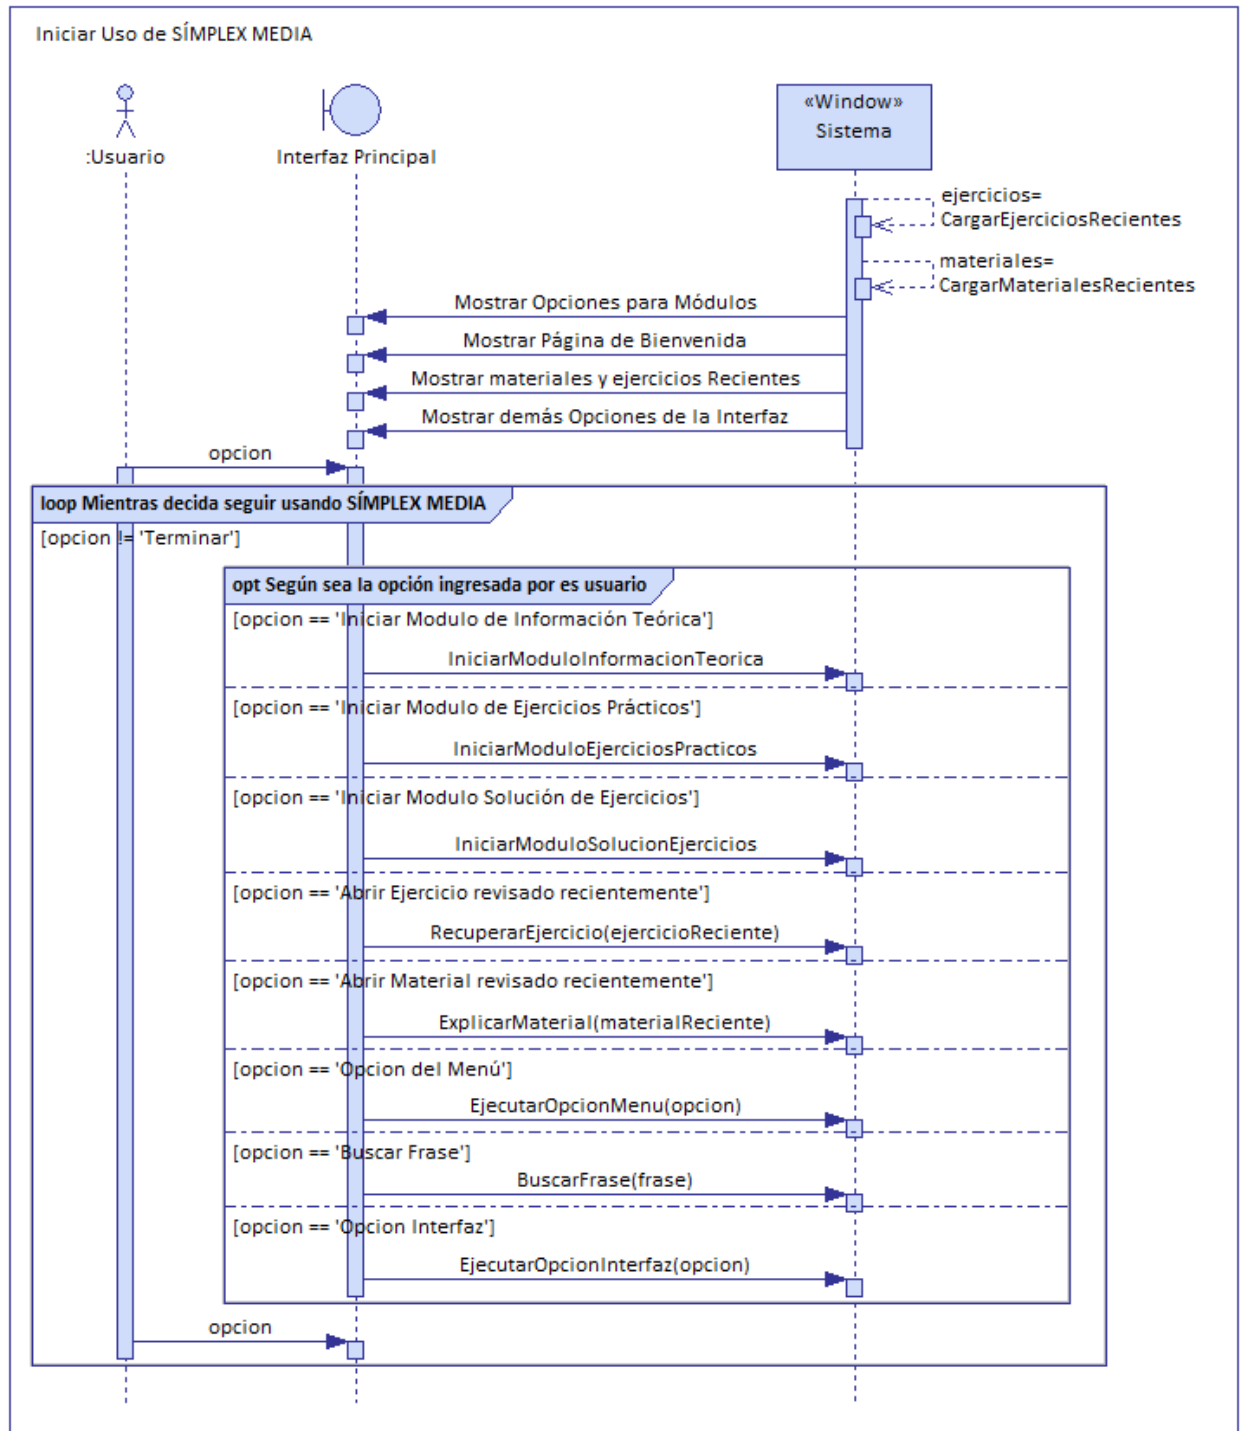 Iniciar Uso de SÍMPLEX MEDIA
:Usuario
Interfaz Principal
«Window»
Sistema
ejercicios=
CargarEjerciciosRecientes
materiales=
CargarMaterialesRecientes
Mostrar Opciones para Módulos
Mostrar Página de Bienvenida
Mostrar materiales y ejercicios Recientes
Mostrar demás Opciones de la Interfaz
opcion
loop Mientras decida seguir usando SÍMPLEX MEDIA
[opcion != 'Terminar']
opt Según sea la opción ingresada por es usuario
[opcion == 'Iniciar Modulo de Información Teórica']
IniciarModuloInformacionTeorica
[opcion == 'Iniciar Modulo de Ejercicios Prácticos']
IniciarModuloEjerciciosPracticos
[opcion == 'Iniciar Modulo Solución de Ejercicios']
IniciarModuloSolucionEjercicios
[opcion == 'Abrir Ejercicio revisado recientemente']
RecuperarEjercicio(ejercicioReciente)
[opcion == 'Abrir Material revisado recientemente']
ExplicarMaterial(materialReciente)
[opcion == 'Opcion del Menú']
EjecutarOpcionMenu(opcion)
[opcion == 'Buscar Frase']
BuscarFrase(frase)
[opcion == 'Opcion Interfaz']
EjecutarOpcionInterfaz(opcion)
opcion